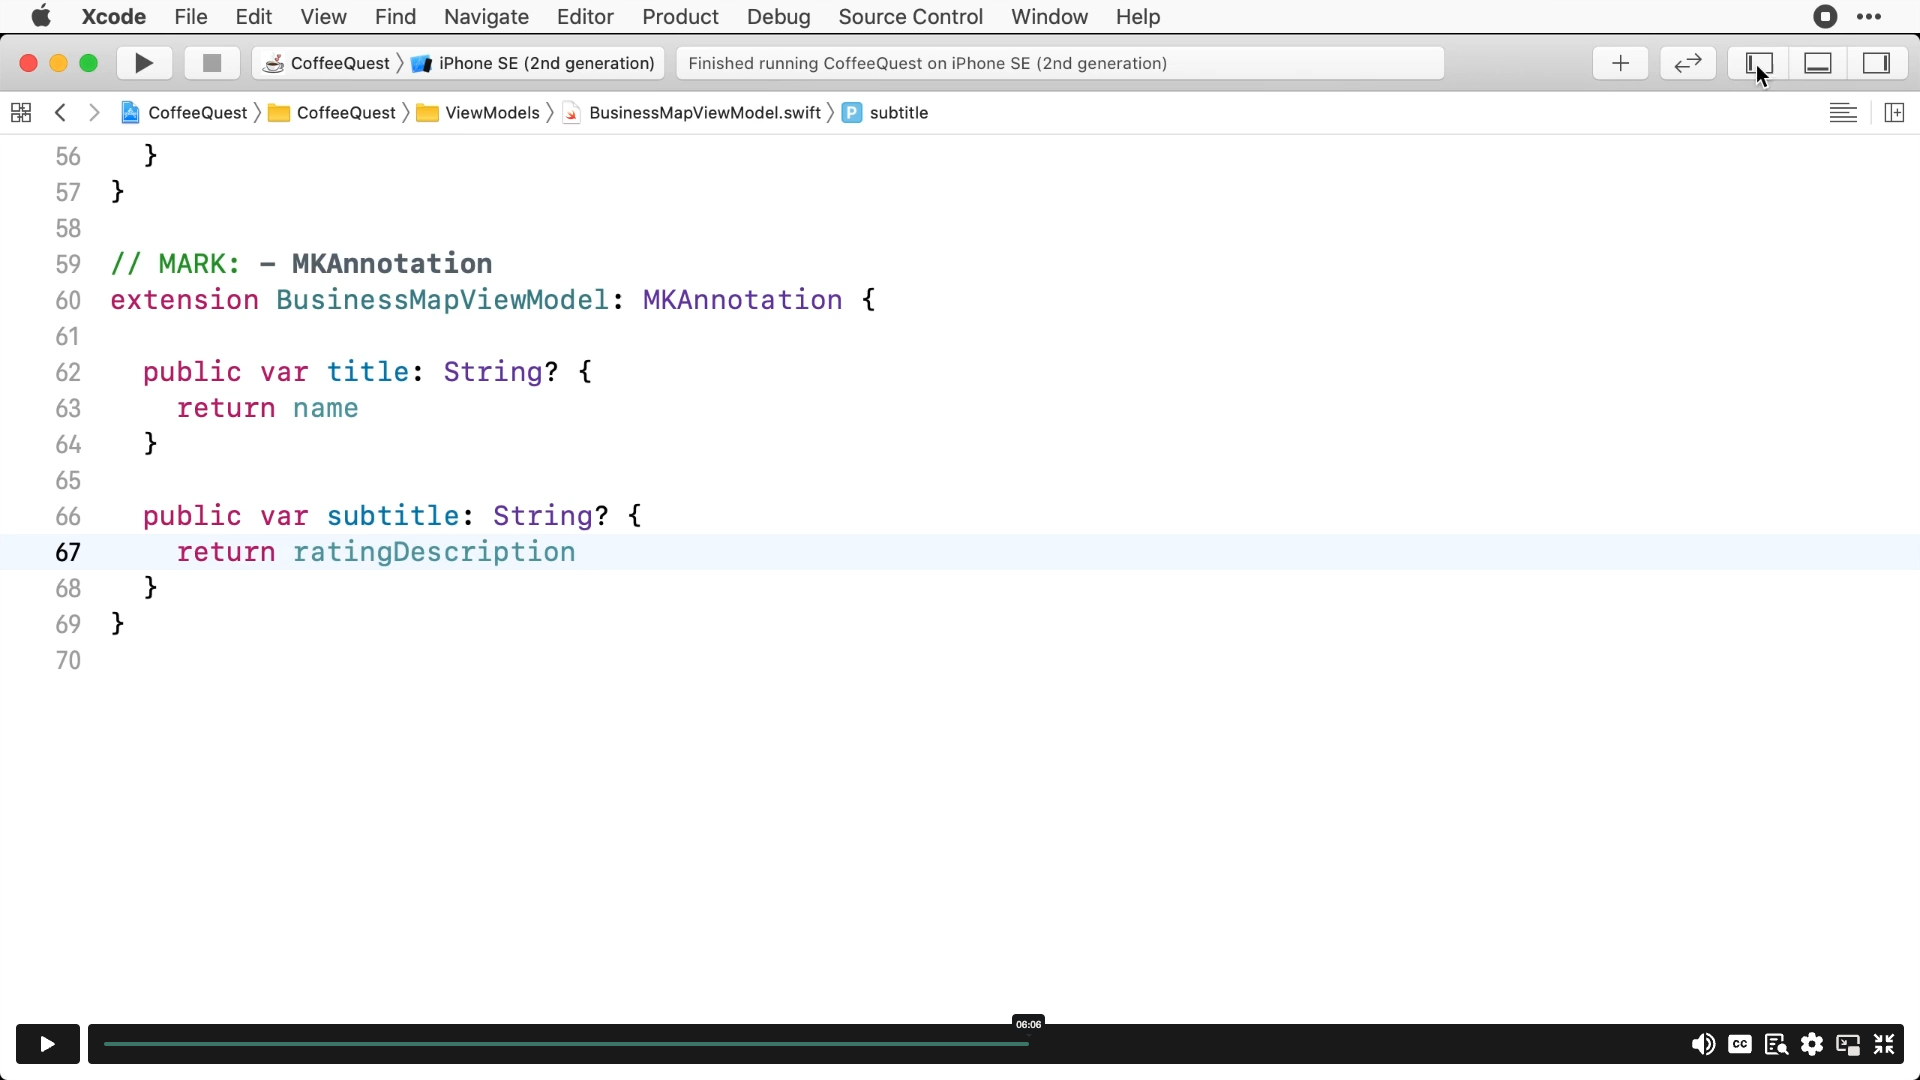 Xcode File Edit View Find Navigate Editor Product Debug Source Control Window Help
CoffeeQuest 〉 iPhone SE (2nd generation) Finished running CoffeeQuest on iPhone SE (2nd generation)
CoffeeQuest 〉 CoffeeQuest 〉 ViewModels 〉 BusinessMapViewModel.swift 〉 P subtitle
56 }
57 }
58
59 // MARK: - MKAnnotation
60 extension BusinessMapViewModel: MKAnnotation {
61
62 public var title: String? {
63 return name
64 }
65
66 public var subtitle: String? {
67 return ratingDescription
68 }
69 }
70
06:06
CC